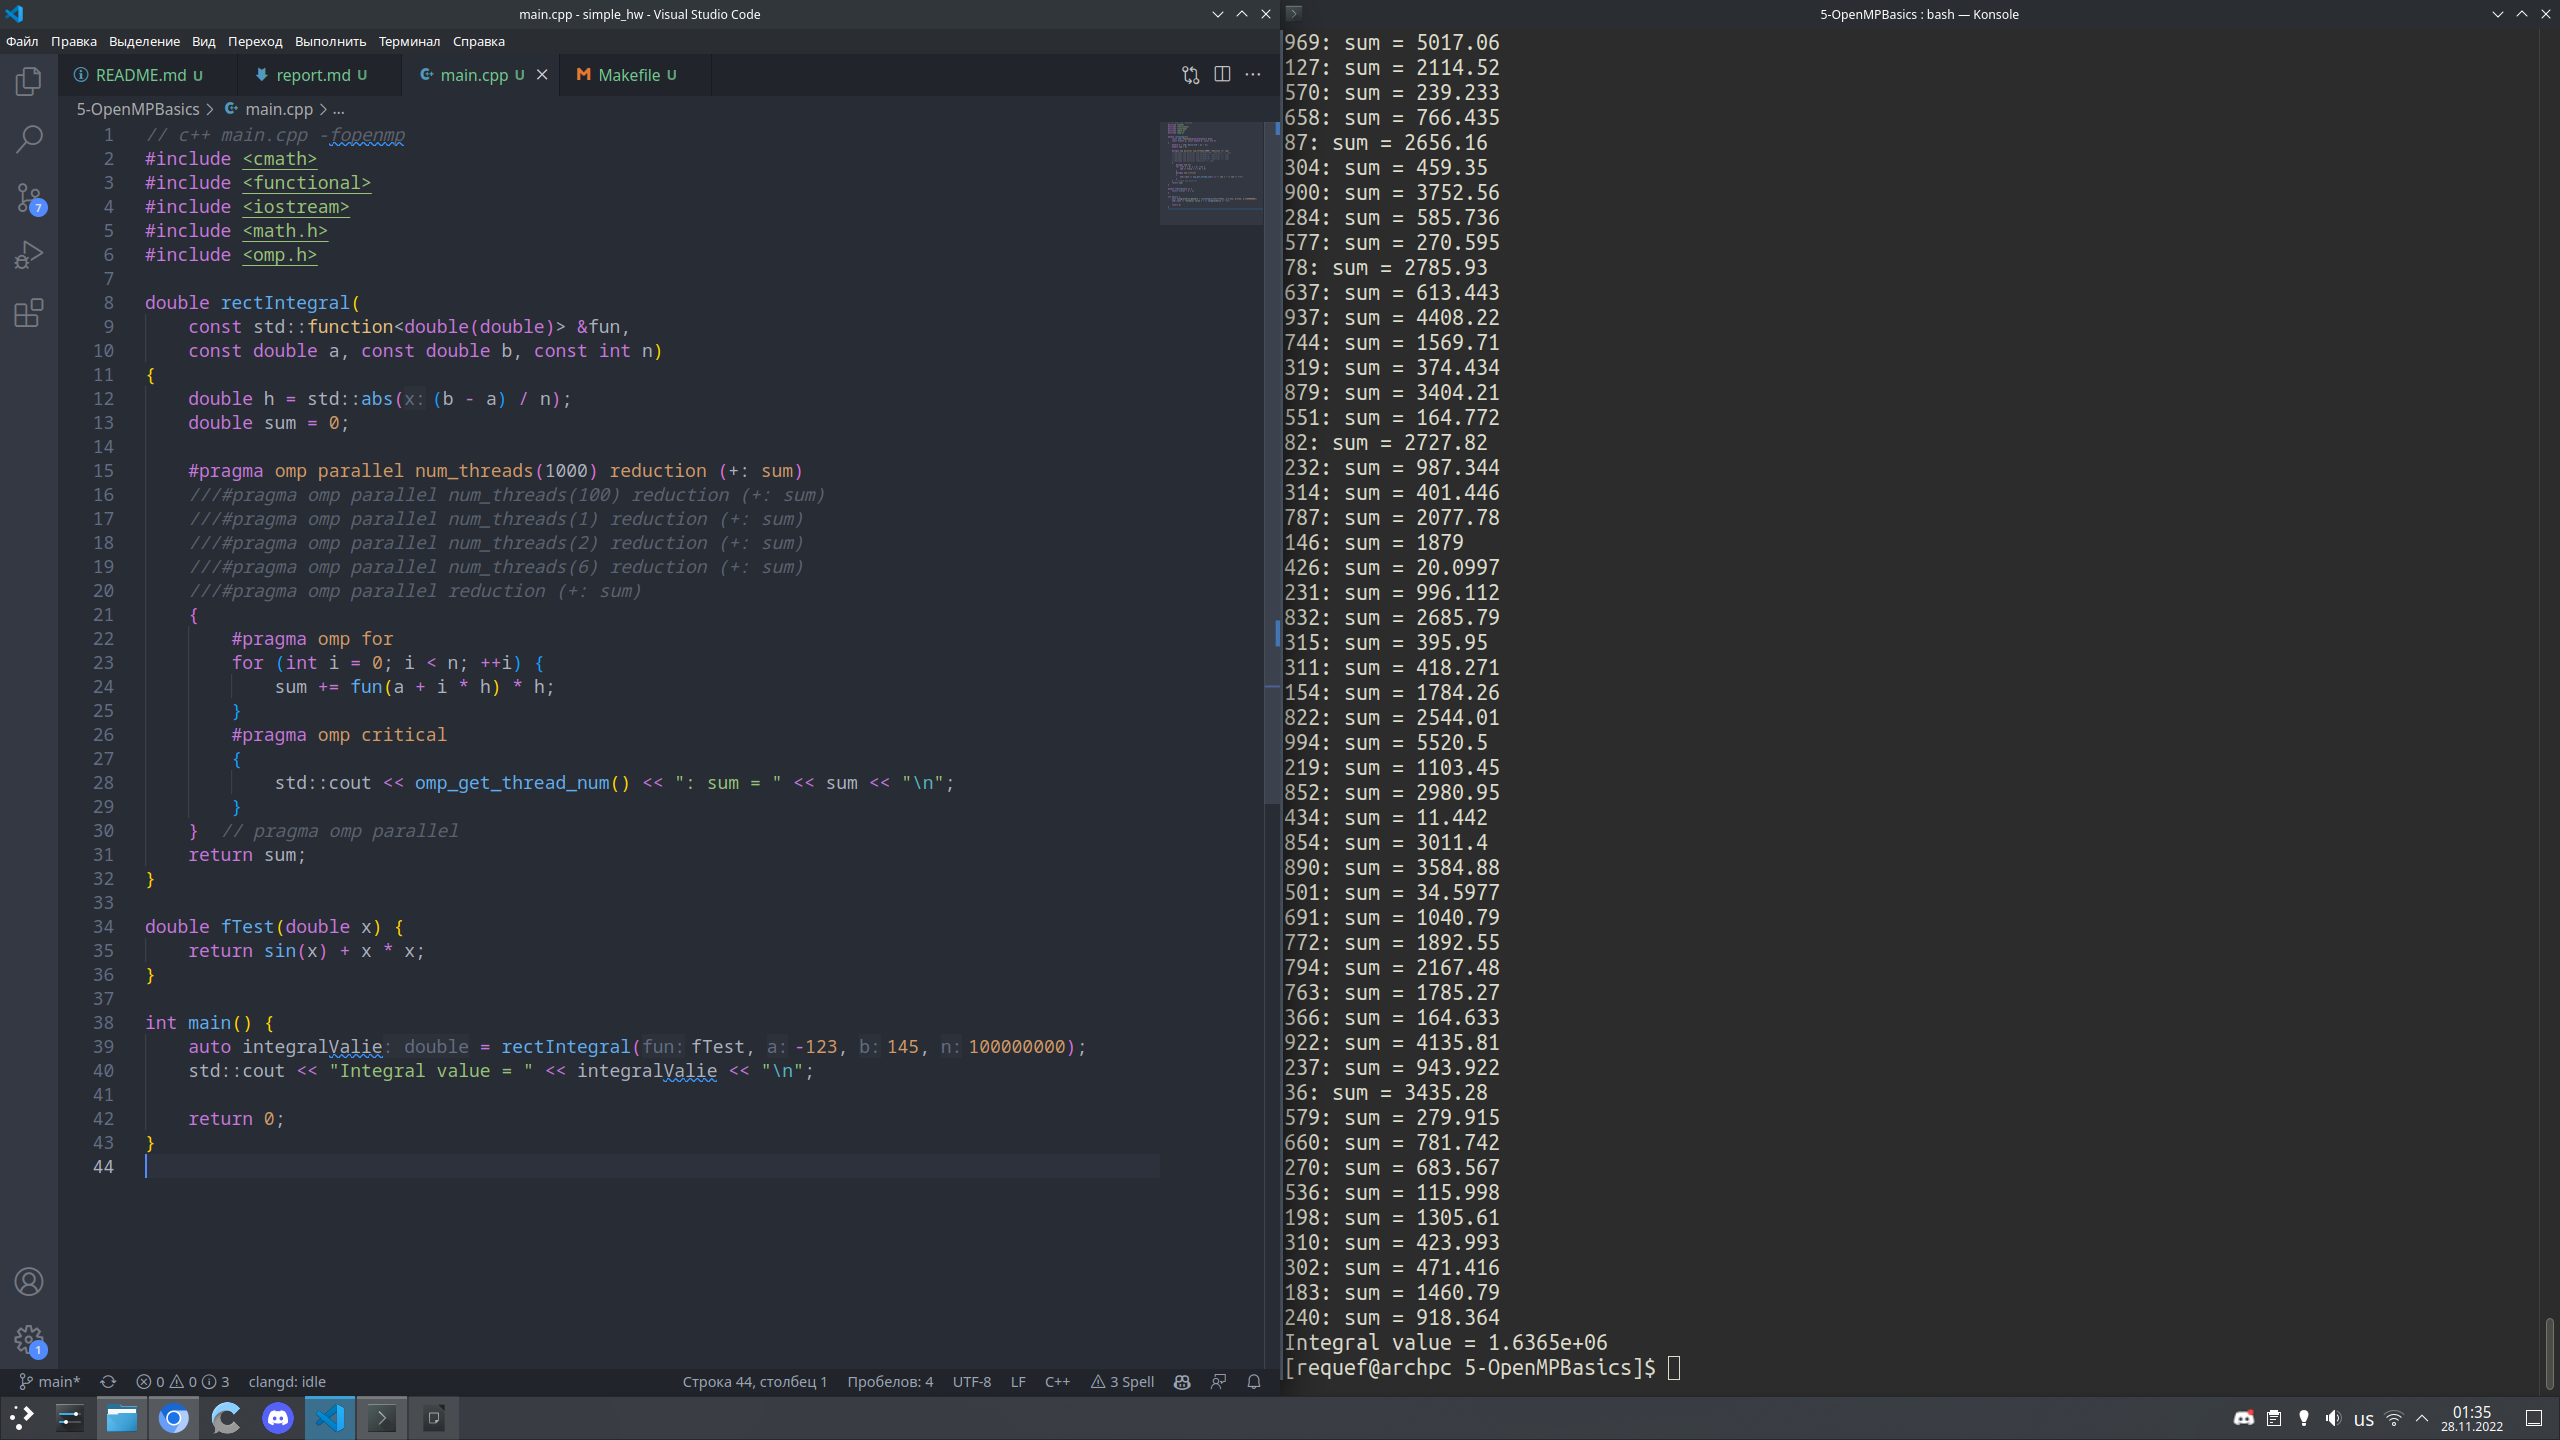 main.cpp - simple_hw - Visual Studio Code
Файл Правка Выделение Вид Переход Выполнить Терминал Справка
README.md U report.md U main.cpp U Makefile U
5-OpenMPBasics > main.cpp > ...
1 // c++ main.cpp -fopenmp
2 #include <cmath>
3 #include <functional>
4 #include <iostream>
5 #include <math.h>
6 #include <omp.h>
7
8 double rectIntegral(
9 const std::function<double(double)> &fun,
10 const double a, const double b, const int n)
11 {
12 double h = std::abs(x: (b - a) / n);
13 double sum = 0;
14
15 #pragma omp parallel num_threads(1000) reduction (+: sum)
16 ///#pragma omp parallel num_threads(100) reduction (+: sum)
17 ///#pragma omp parallel num_threads(1) reduction (+: sum)
18 ///#pragma omp parallel num_threads(2) reduction (+: sum)
19 ///#pragma omp parallel num_threads(6) reduction (+: sum)
20 ///#pragma omp parallel reduction (+: sum)
21 {
22 #pragma omp for
23 for (int i = 0; i < n; ++i) {
24 sum += fun(a + i * h) * h;
25 }
26 #pragma omp critical
27 {
28 std::cout << omp_get_thread_num() << ": sum = " << sum << "\n";
29 }
30 } // pragma omp parallel
31 return sum;
32 }
33
34 double fTest(double x) {
35 return sin(x) + x * x;
36 }
37
38 int main() {
39 auto integralValie: double = rectIntegral(fun: fTest, a: -123, b: 145, n: 100000000);
40 std::cout << "Integral value = " << integralValie << "\n";
41
42 return 0;
43 }
44
7
1
main* 0 0 3 clangd: idle Строка 44, столбец 1 Пробелов: 4 UTF-8 LF C++ 3 Spell
5-OpenMPBasics : bash — Konsole
969: sum = 5017.06
127: sum = 2114.52
570: sum = 239.233
658: sum = 766.435
87: sum = 2656.16
304: sum = 459.35
900: sum = 3752.56
284: sum = 585.736
577: sum = 270.595
78: sum = 2785.93
637: sum = 613.443
937: sum = 4408.22
744: sum = 1569.71
319: sum = 374.434
879: sum = 3404.21
551: sum = 164.772
82: sum = 2727.82
232: sum = 987.344
314: sum = 401.446
787: sum = 2077.78
146: sum = 1879
426: sum = 20.0997
231: sum = 996.112
832: sum = 2685.79
315: sum = 395.95
311: sum = 418.271
154: sum = 1784.26
822: sum = 2544.01
994: sum = 5520.5
219: sum = 1103.45
852: sum = 2980.95
434: sum = 11.442
854: sum = 3011.4
890: sum = 3584.88
501: sum = 34.5977
691: sum = 1040.79
772: sum = 1892.55
794: sum = 2167.48
763: sum = 1785.27
366: sum = 164.633
922: sum = 4135.81
237: sum = 943.922
36: sum = 3435.28
579: sum = 279.915
660: sum = 781.742
270: sum = 683.567
536: sum = 115.998
198: sum = 1305.61
310: sum = 423.993
302: sum = 471.416
183: sum = 1460.79
240: sum = 918.364
Integral value = 1.6365e+06
[requef@archpc 5-OpenMPBasics]$
us 01:35
28.11.2022